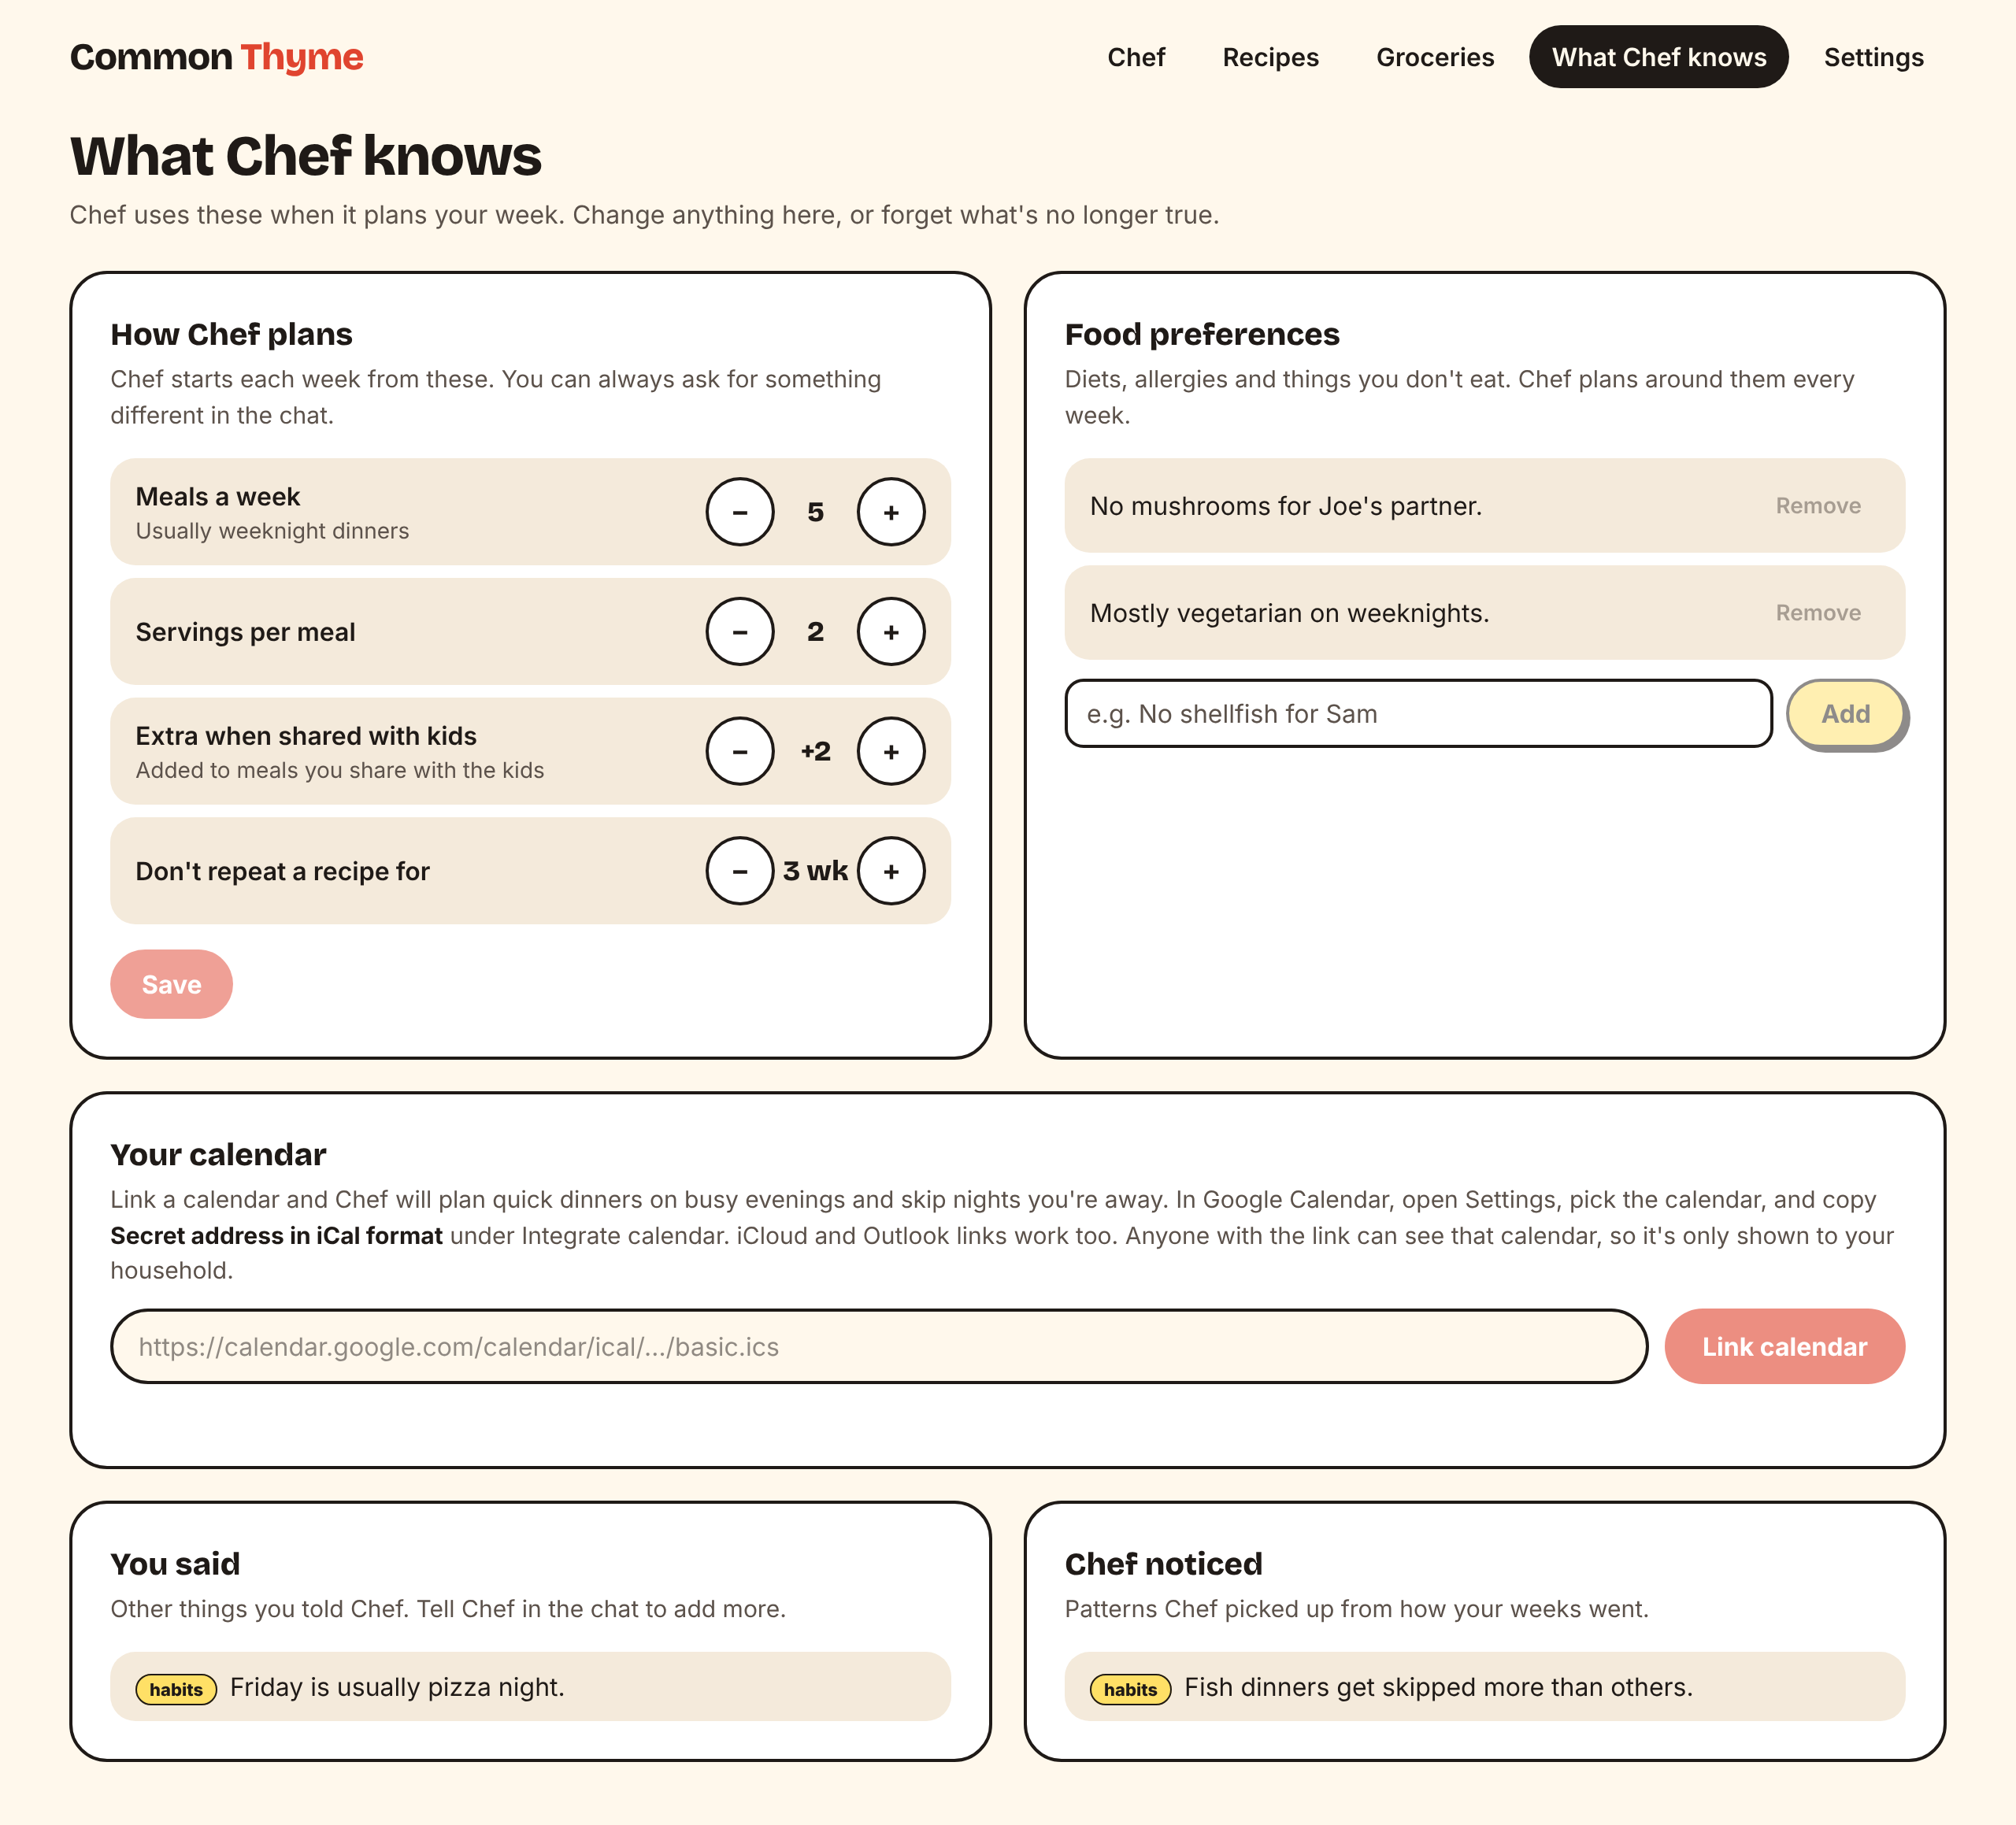 Common Thyme
Chef
Recipes
Groceries
What Chef knows
Settings
What Chef knows
Chef uses these when it plans your week. Change anything here, or forget what's no longer true.
How Chef plans
Chef starts each week from these. You can always ask for something
different in the chat.
Meals a week
Usually weeknight dinners
– 5 +
Servings per meal
– 2 +
Extra when shared with kids
Added to meals you share with the kids
– +2 +
Don't repeat a recipe for
– 3 wk +
Save
Food preferences
Diets, allergies and things you don't eat. Chef plans around them every
week.
No mushrooms for Joe's partner.
Remove
Mostly vegetarian on weeknights.
Remove
e.g. No shellfish for Sam
Add
Your calendar
Link a calendar and Chef will plan quick dinners on busy evenings and skip nights you're away. In Google Calendar, open Settings, pick the calendar, and copy
Secret address in iCal format under Integrate calendar. iCloud and Outlook links work too. Anyone with the link can see that calendar, so it's only shown to your
household.
https://calendar.google.com/calendar/ical/.../basic.ics
Link calendar
You said
Other things you told Chef. Tell Chef in the chat to add more.
habits Friday is usually pizza night.
Chef noticed
Patterns Chef picked up from how your weeks went.
habits Fish dinners get skipped more than others.